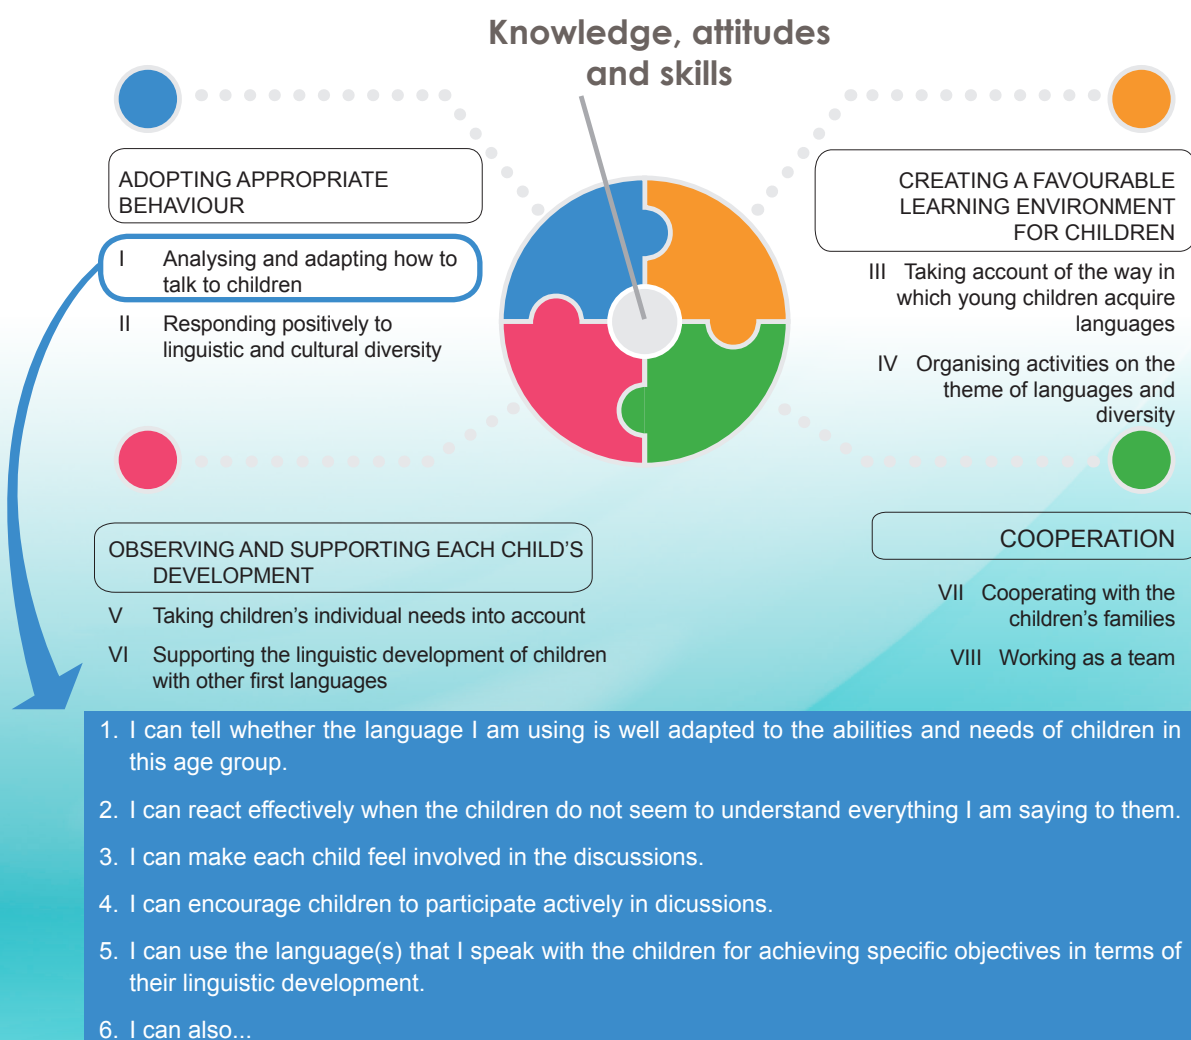 Knowledge, attitudes
and skills
ADOPTING APPROPRIATE
BEHAVIOUR
I Analysing and adapting how to
talk to children
II Responding positively to
linguistic and cultural diversity
CREATING A FAVOURABLE
LEARNING ENVIRONMENT
FOR CHILDREN
III Taking account of the way in
which young children acquire
languages
IV Organising activities on the
theme of languages and
diversity
OBSERVING AND SUPPORTING EACH CHILD'S
DEVELOPMENT
V Taking children's individual needs into account
VI Supporting the linguistic development of children
with other first languages
COOPERATION
VII Cooperating with the
children's families
VIII Working as a team
1. I can tell whether the language I am using is well adapted to the abilities and needs of children in
this age group.
2. I can react effectively when the children do not seem to understand everything I am saying to them.
3. I can make each child feel involved in the discussions.
4. I can encourage children to participate actively in dicussions.
5. I can use the language(s) that I speak with the children for achieving specific objectives in terms of
their linguistic development.
6. I can also...